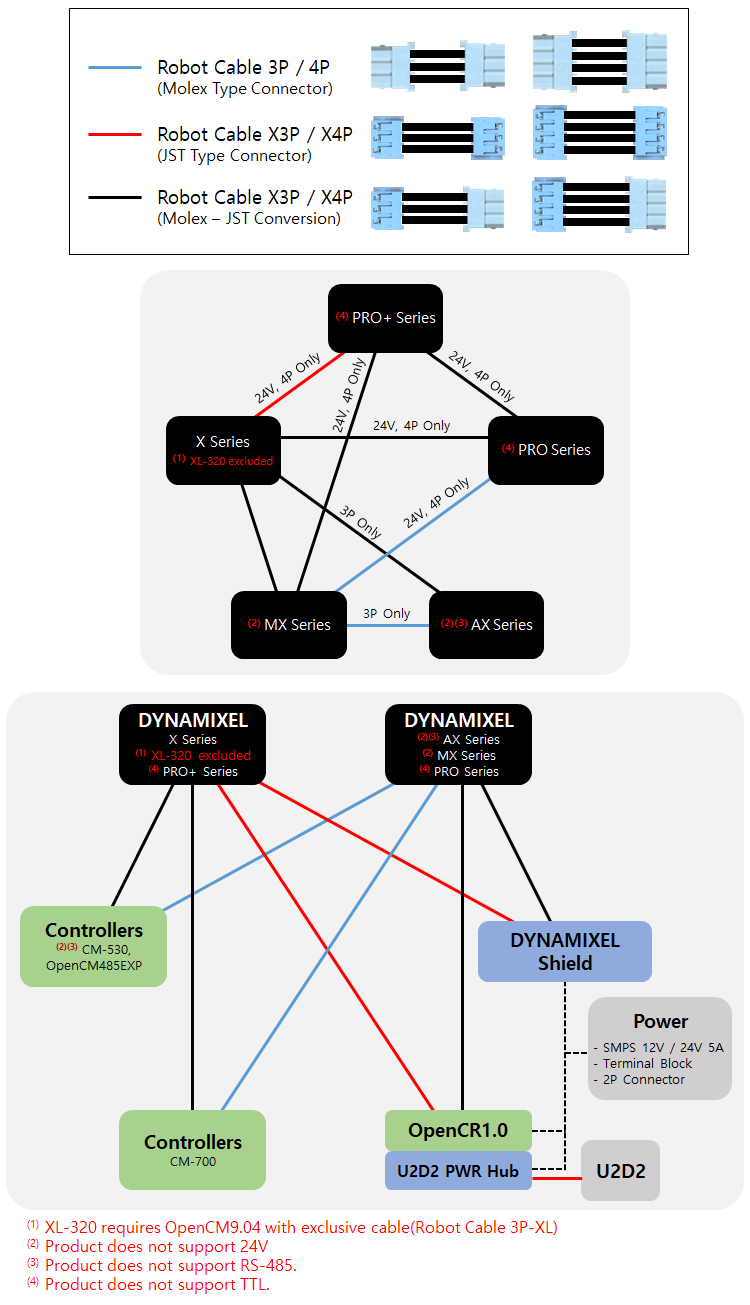 Robot Cable 3P / 4P
(Molex Type Connector)
Robot Cable X3P / X4P
(JST Type Connector)
Robot Cable X3P / X4P
(Molex – JST Conversion)
(4) PRO+ Series
24V, 4P Only
24V, 4P Only
24V, 4P Only
X Series
(1) XL-320 excluded
24V, 4P Only
(4) PRO Series
3P Only
24V, 4P Only
(2) MX Series
3P Only
(2)(3) AX Series
DYNAMIXEL
X Series
(1) XL-320 excluded
(4) PRO+ Series
DYNAMIXEL
(2)(3) AX Series
(2) MX Series
(4) PRO Series
Controllers
(2)(3) CM-530,
OpenCM485EXP
DYNAMIXEL
Shield
Power
- SMPS 12V / 24V 5A
- Terminal Block
- 2P Connector
Controllers
CM-700
OpenCR1.0
U2D2 PWR Hub
U2D2
(1) XL-320 requires OpenCM9.04 with exclusive cable(Robot Cable 3P-XL)
(2) Product does not support 24V
(3) Product does not support RS-485.
(4) Product does not support TTL.